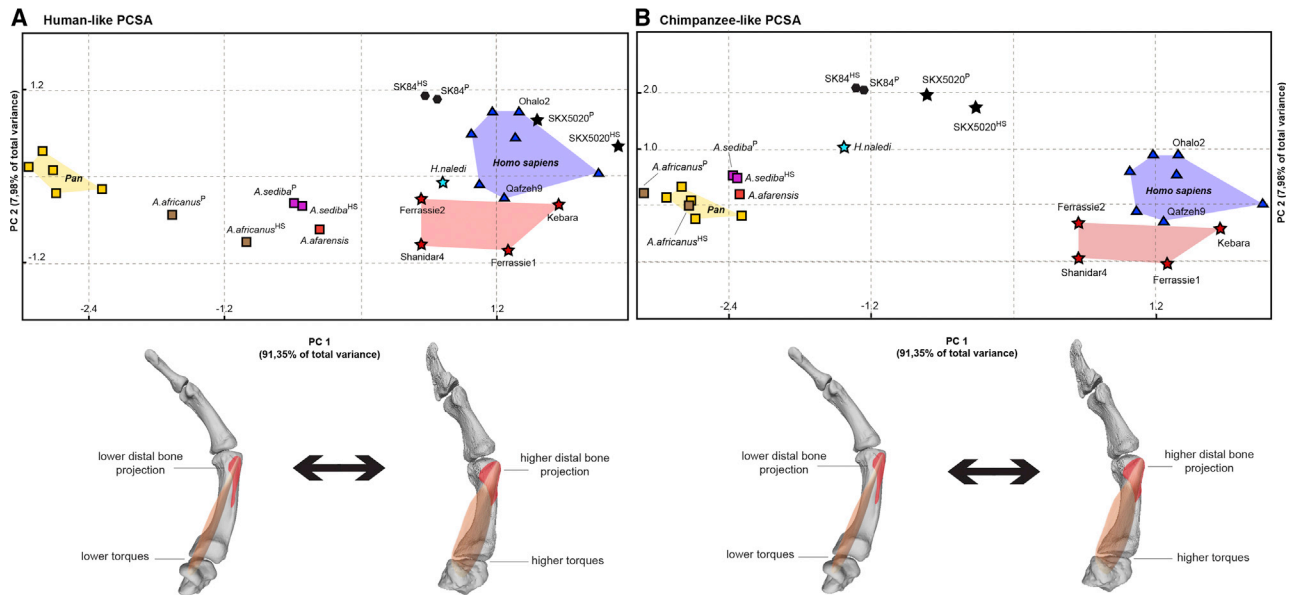 A Human-like PCSA
PC 2 (7,98% of total variance)
1.2
-1.2
-2.4
-1.2
1.2
Pan
A.africanusᴾ
A.africanusᴴˢ
A.sedibaᴾ
A.sedibaᴴˢ
A.afarensis
SK84ᴴˢ
SK84ᴾ
Ohalo2
SKX5020ᴾ
SKX5020ᴴˢ
Homo sapiens
H.naledi
Qafzeh9
Ferrassie2
Kebara
Shanidar4
Ferrassie1
PC 1
(91,35% of total variance)
lower distal bone
projection
higher distal bone
projection
lower torques
higher torques
B Chimpanzee-like PCSA
PC 2 (7,98% of total variance)
2.0
1.0
-2.4
-1.2
1.2
SK84ᴴˢ
SK84ᴾ
SKX5020ᴾ
SKX5020ᴴˢ
H.naledi
A.sedibaᴾ
A.africanusᴾ
A.sedibaᴴˢ
A.afarensis
Pan
A.africanusᴴˢ
Ohalo2
Homo sapiens
Ferrassie2
Qafzeh9
Kebara
Shanidar4
Ferrassie1
PC 1
(91,35% of total variance)
lower distal bone
projection
higher distal bone
projection
lower torques
higher torques